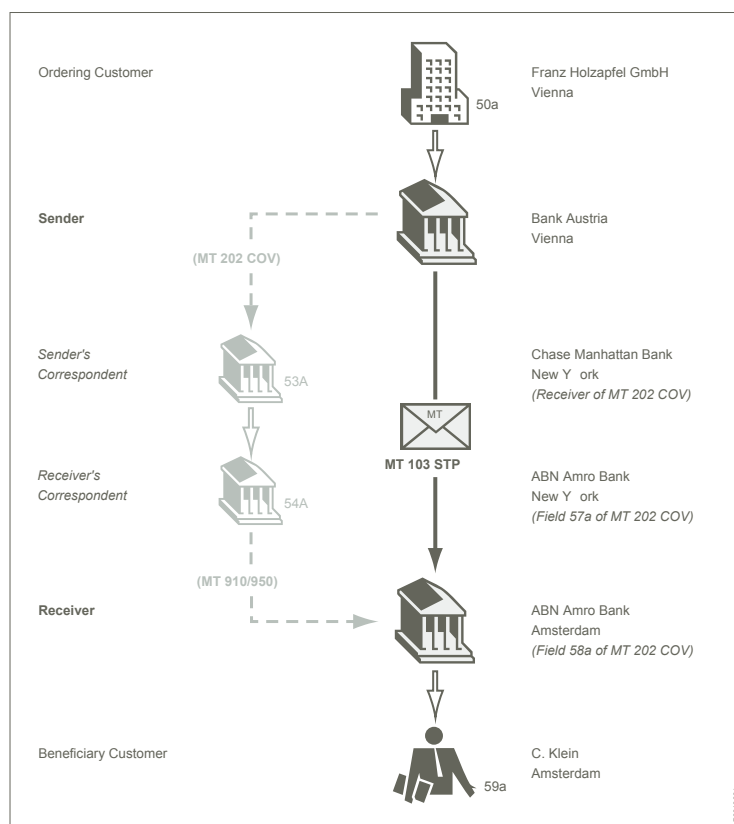 Ordering Customer
50a
Franz Holzapfel GmbH
Vienna
Sender
Bank Austria
Vienna
(MT 202 COV)
Sender's
Correspondent
53A
Chase Manhattan Bank
New Y ork
(Receiver of MT 202 COV)
MT
MT 103 STP
Receiver's
Correspondent
54A
ABN Amro Bank
New Y ork
(Field 57a of MT 202 COV)
(MT 910/950)
Receiver
ABN Amro Bank
Amsterdam
(Field 58a of MT 202 COV)
Beneficiary Customer
59a
C. Klein
Amsterdam